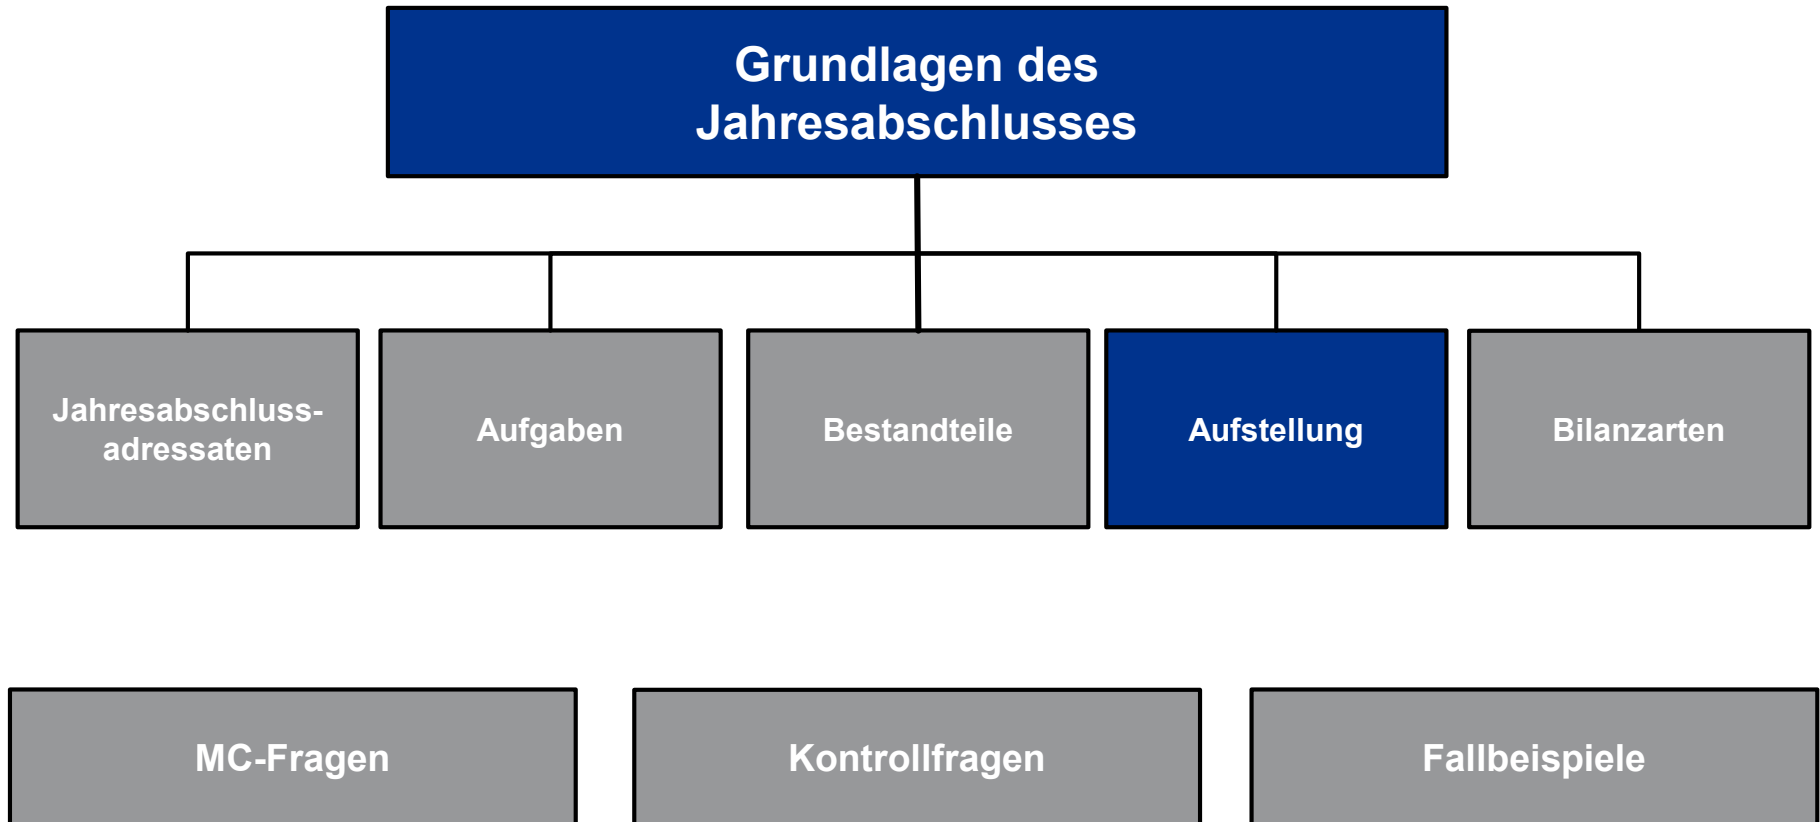 Grundlagen des
Jahresabschlusses
Jahresabschluss-
adressaten
Aufgaben
Bestandteile
Aufstellung
Bilanzarten
MC-Fragen
Kontrollfragen
Fallbeispiele